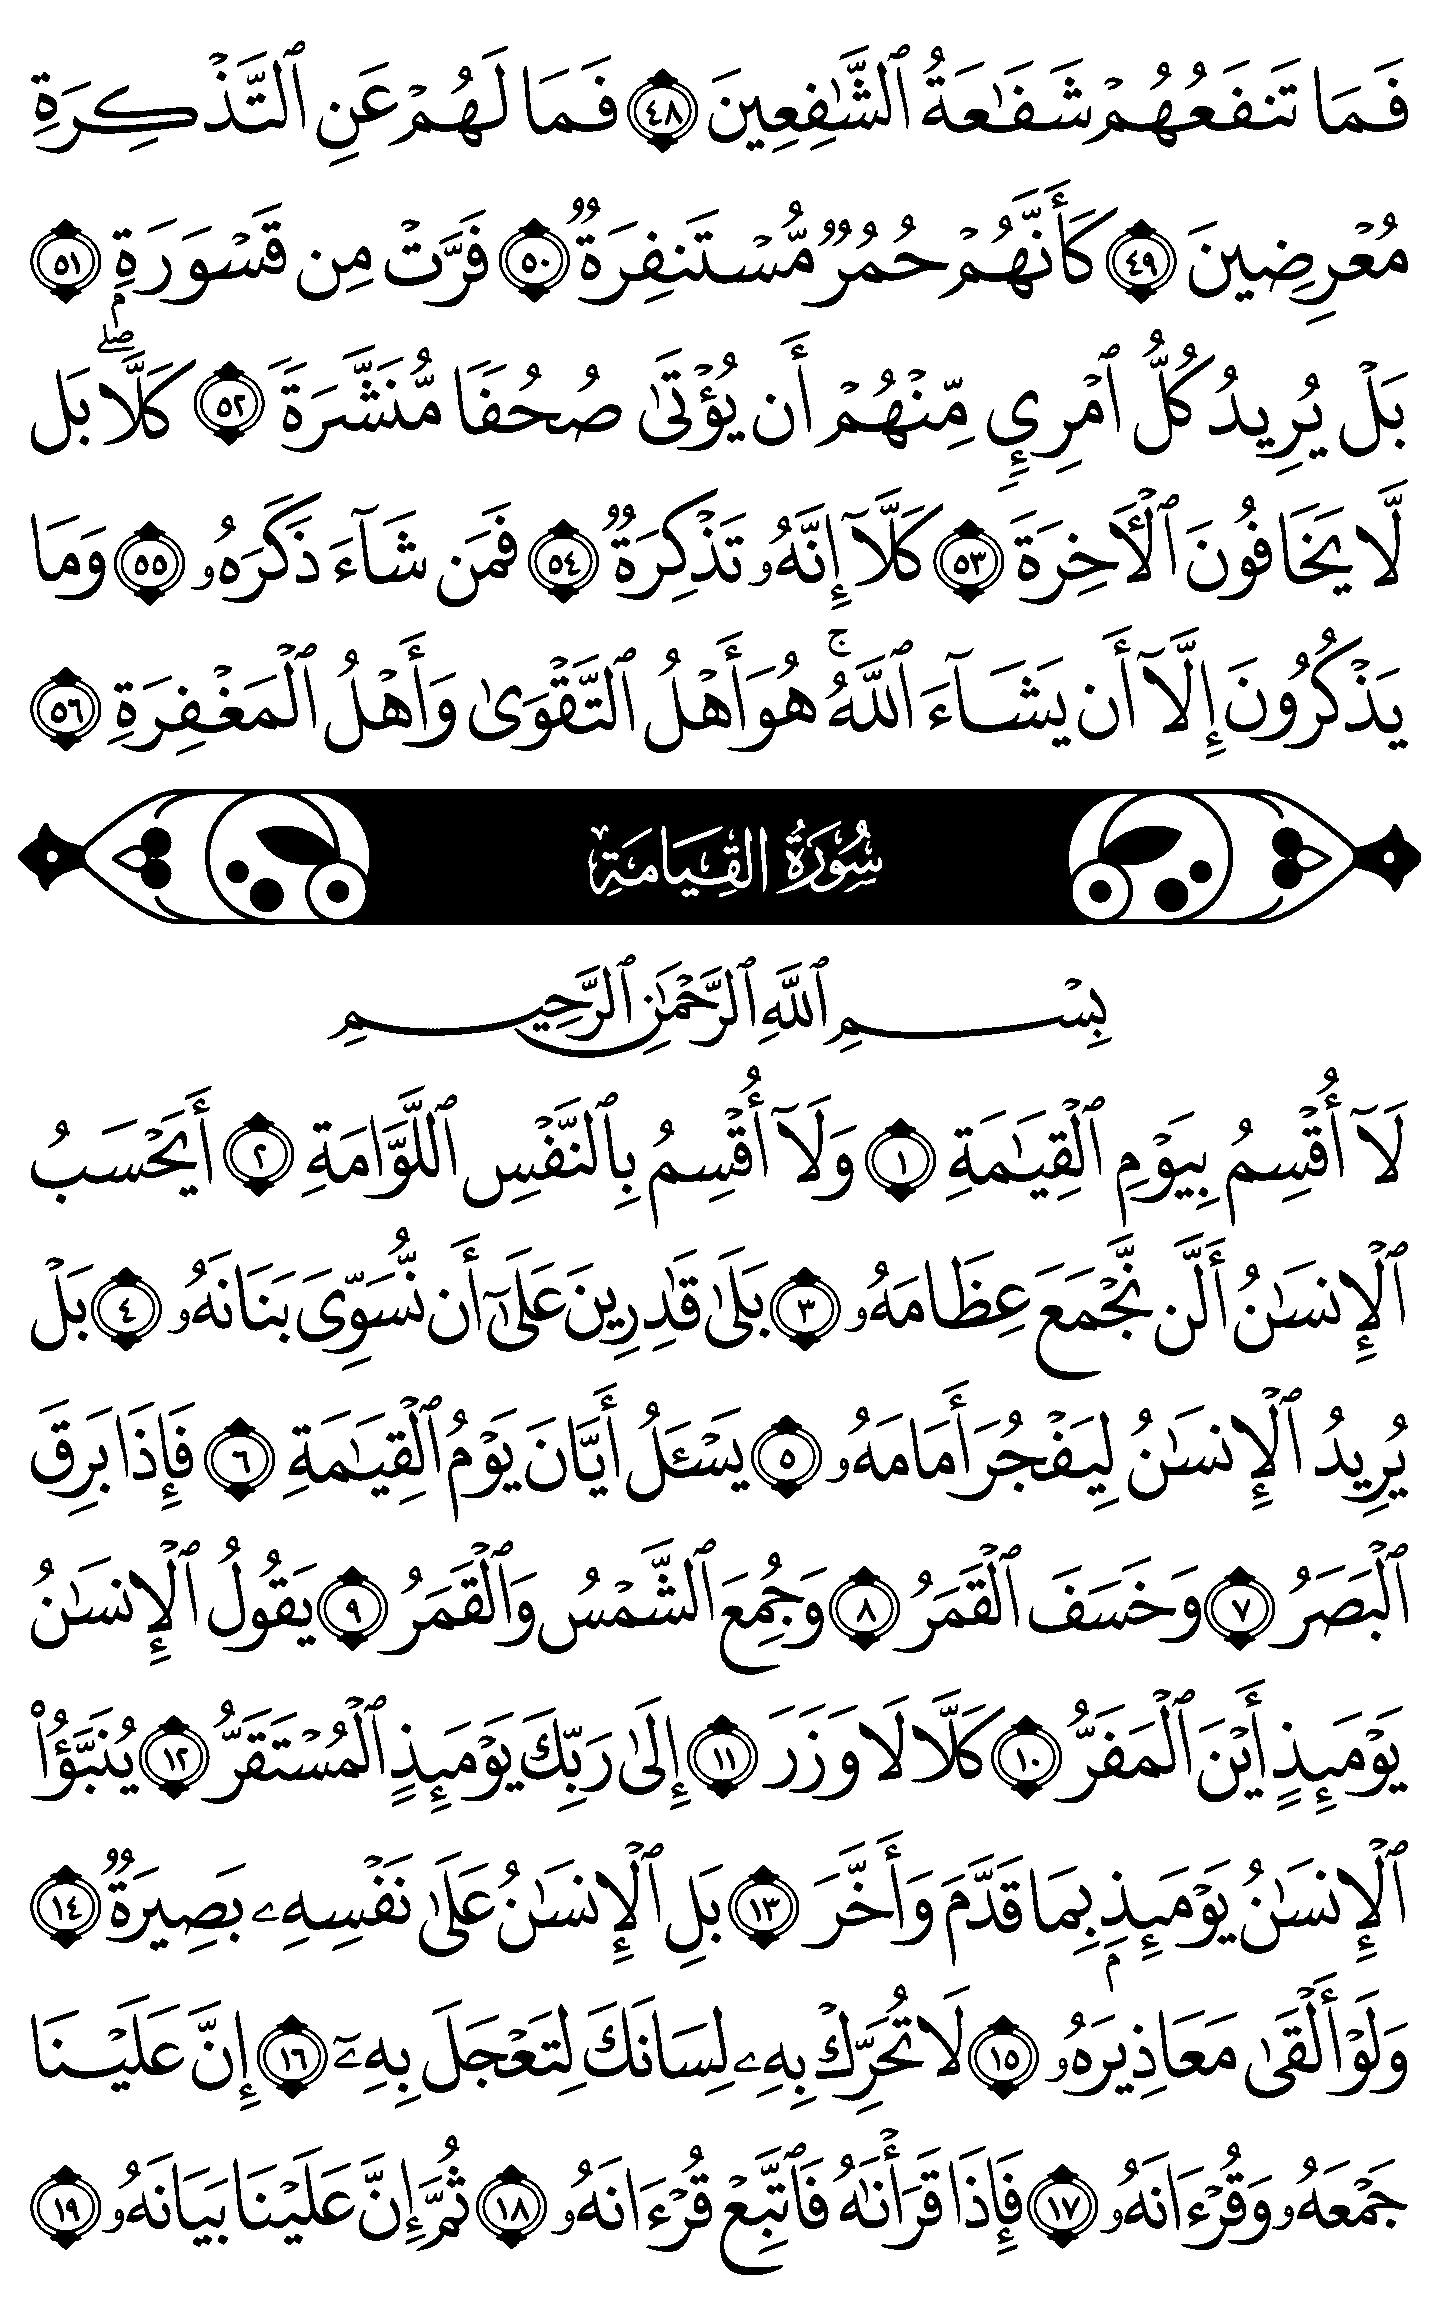 فَمَا تَنفَعُهُمْ شَفَٰعَةُ ٱلشَّٰفِعِينَ ٤٨ فَمَا لَهُمْ عَنِ ٱلتَّذْكِرَةِ
مُعْرِضِينَ ٤٩ كَأَنَّهُمْ حُمُرٌ مُّسْتَنفِرَةٌ ٥٠ فَرَّتْ مِن قَسْوَرَةٍۭ ٥١
بَلْ يُرِيدُ كُلُّ ٱمْرِئٍ مِّنْهُمْ أَن يُؤْتَىٰ صُحُفًا مُّنَشَّرَةً ٥٢ كَلَّاۖ بَل
لَّا يَخَافُونَ ٱلْأَخِرَةَ ٥٣ كَلَّآ إِنَّهُۥ تَذْكِرَةٌ ٥٤ فَمَن شَآءَ ذَكَرَهُۥ ٥٥ وَمَا
يَذْكُرُونَ إِلَّآ أَن يَشَآءَ ٱللَّهُۚ هُوَ أَهْلُ ٱلتَّقْوَىٰ وَأَهْلُ ٱلْمَغْفِرَةِ ٥٦
سُورَةُ القِيَامَةِ
بِسْمِ ٱللَّهِ ٱلرَّحْمَٰنِ ٱلرَّحِيمِ
لَآ أُقْسِمُ بِيَوْمِ ٱلْقِيَٰمَةِ ١ وَلَآ أُقْسِمُ بِٱلنَّفْسِ ٱللَّوَّامَةِ ٢ أَيَحْسَبُ
ٱلْإِنسَٰنُ أَلَّن نَّجْمَعَ عِظَامَهُۥ ٣ بَلَىٰ قَٰدِرِينَ عَلَىٰٓ أَن نُّسَوِّىَ بَنَانَهُۥ ٤ بَلْ
يُرِيدُ ٱلْإِنسَٰنُ لِيَفْجُرَ أَمَامَهُۥ ٥ يَسْـَٔلُ أَيَّانَ يَوْمُ ٱلْقِيَٰمَةِ ٦ فَإِذَا بَرِقَ
ٱلْبَصَرُ ٧ وَخَسَفَ ٱلْقَمَرُ ٨ وَجُمِعَ ٱلشَّمْسُ وَٱلْقَمَرُ ٩ يَقُولُ ٱلْإِنسَٰنُ
يَوْمَئِذٍ أَيْنَ ٱلْمَفَرُّ ١٠ كَلَّا لَا وَزَرَ ١١ إِلَىٰ رَبِّكَ يَوْمَئِذٍ ٱلْمُسْتَقَرُّ ١٢ يُنَبَّؤُا۟
ٱلْإِنسَٰنُ يَوْمَئِذٍۭ بِمَا قَدَّمَ وَأَخَّرَ ١٣ بَلِ ٱلْإِنسَٰنُ عَلَىٰ نَفْسِهِۦ بَصِيرَةٌ ١٤
وَلَوْ أَلْقَىٰ مَعَاذِيرَهُۥ ١٥ لَا تُحَرِّكْ بِهِۦ لِسَانَكَ لِتَعْجَلَ بِهِۦٓ ١٦ إِنَّ عَلَيْنَا
جَمْعَهُۥ وَقُرْءَانَهُۥ ١٧ فَإِذَا قَرَأْنَٰهُ فَٱتَّبِعْ قُرْءَانَهُۥ ١٨ ثُمَّ إِنَّ عَلَيْنَا بَيَانَهُۥ ١٩